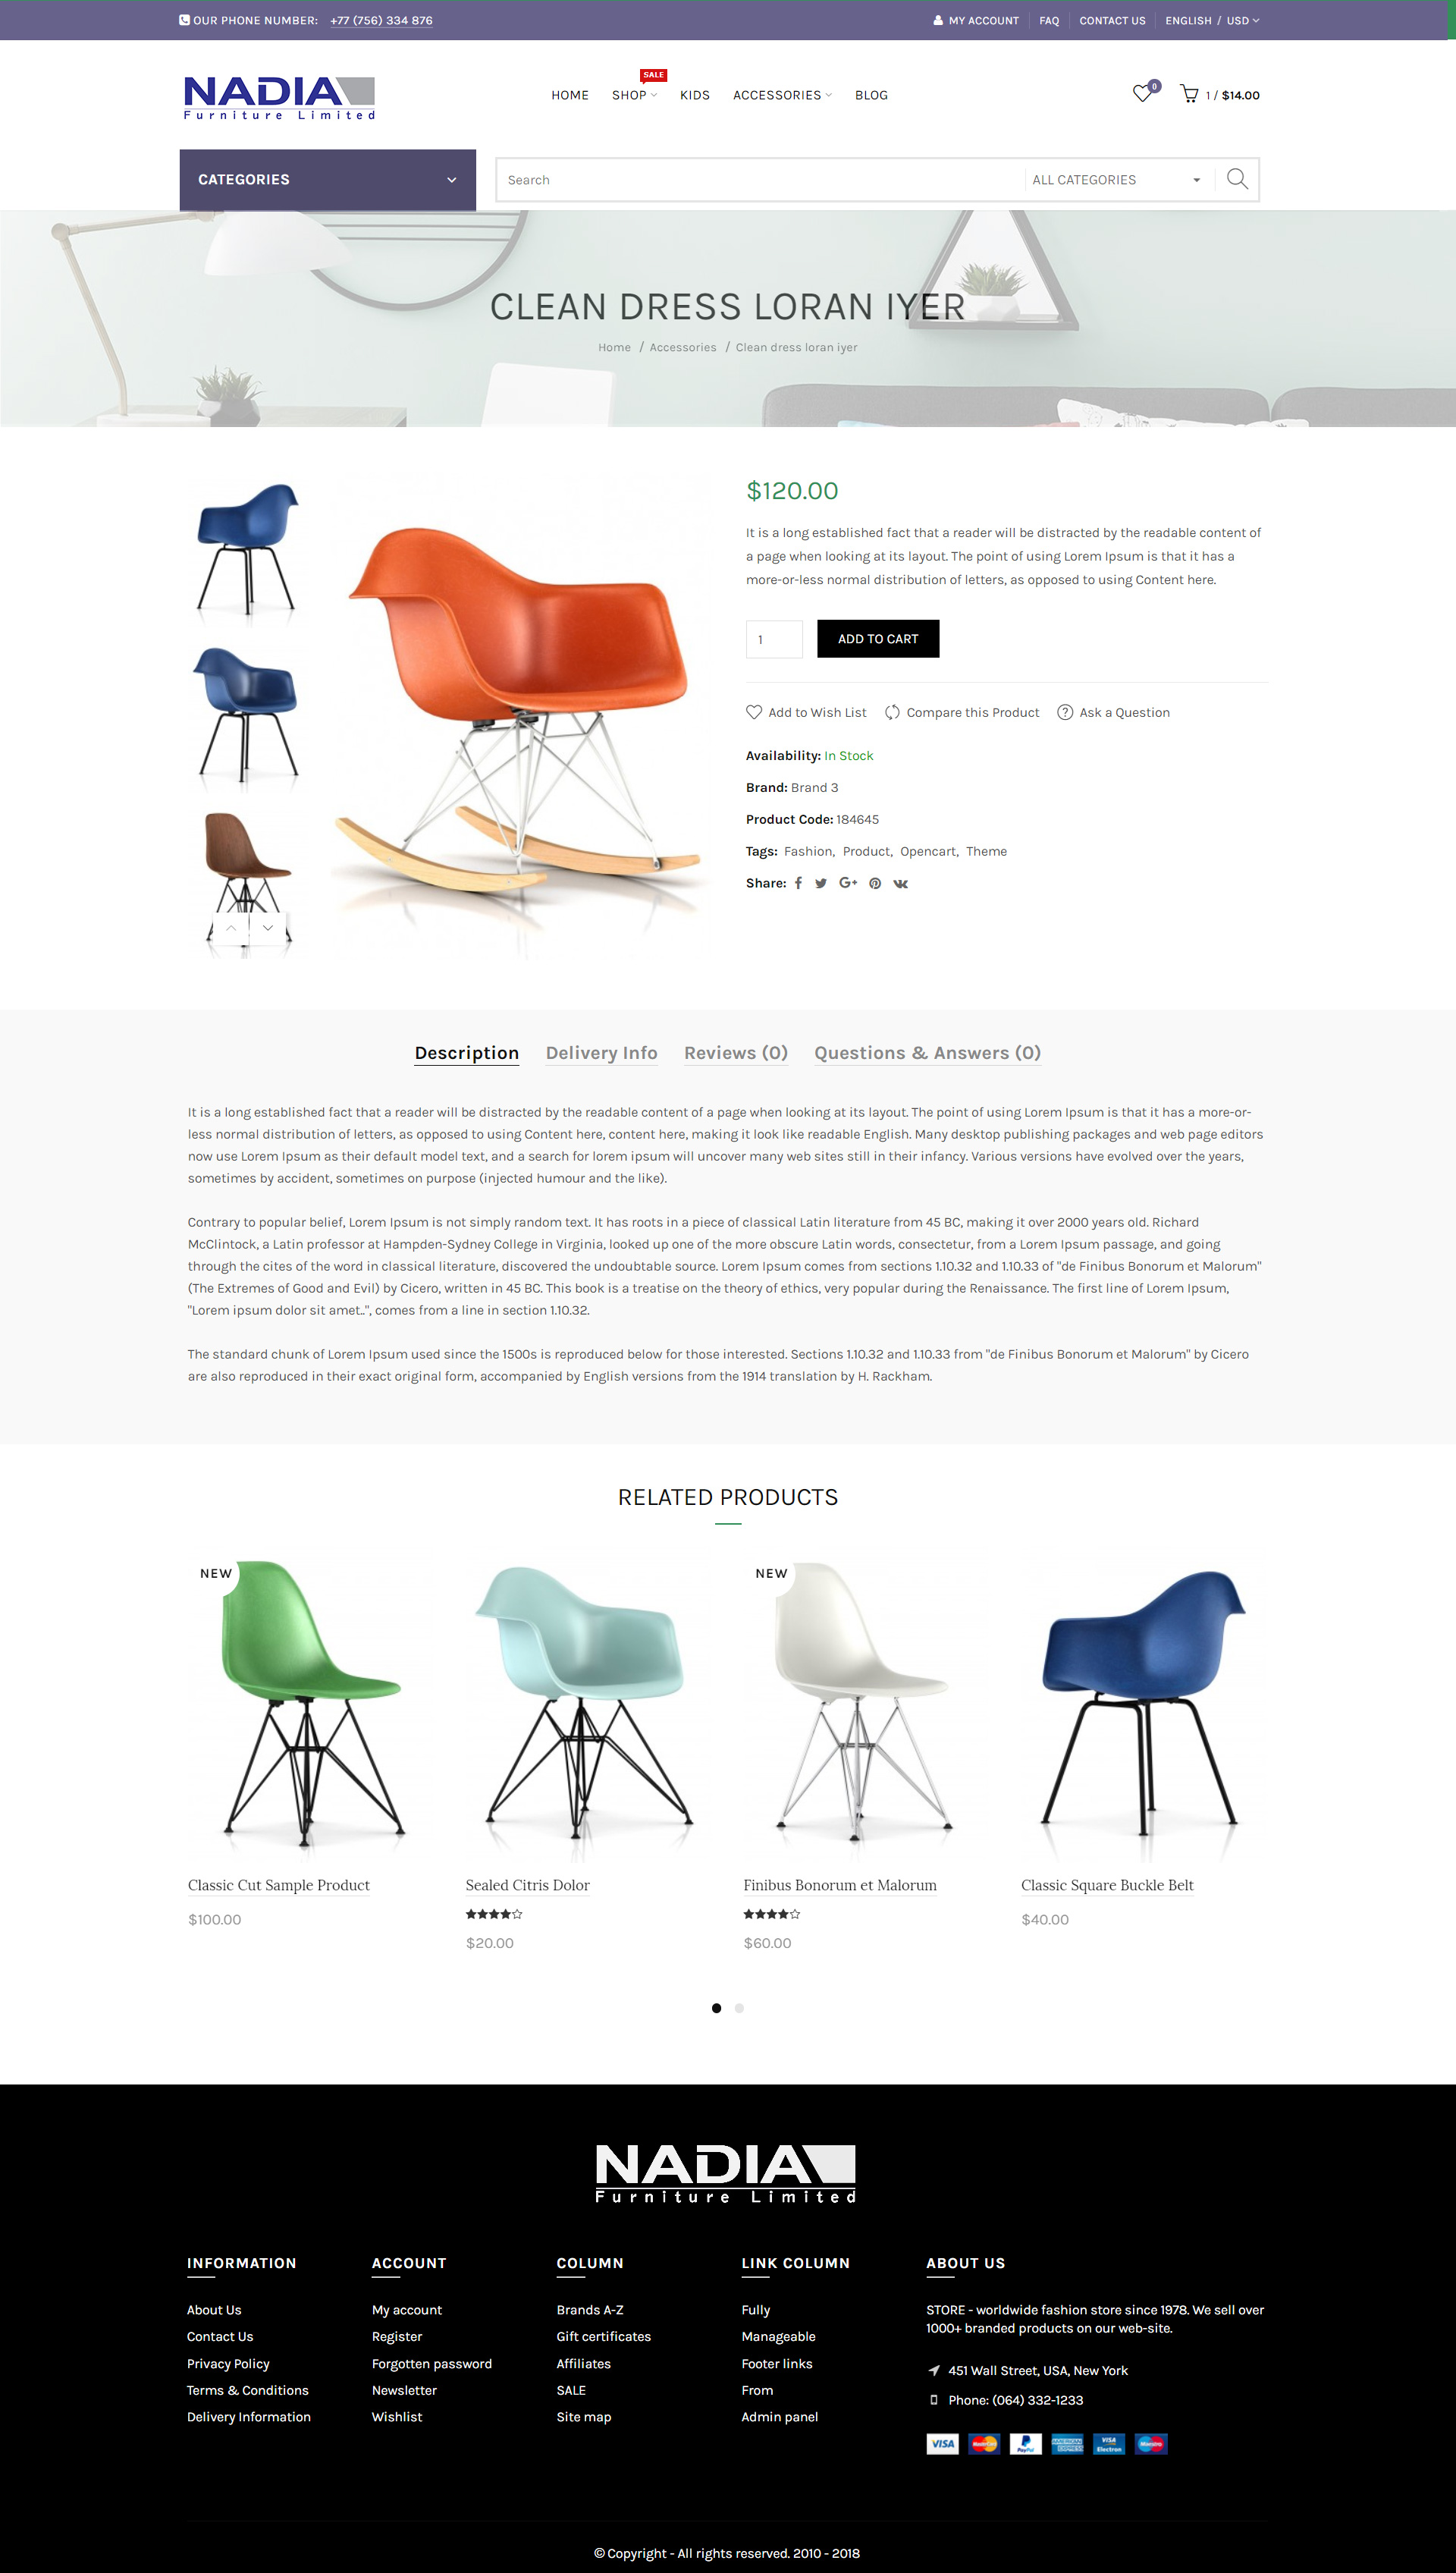 OUR PHONE NUMBER: +77 (756) 334 876
MY ACCOUNT FAQ CONTACT US ENGLISH / USD
NADIA
Furniture Limited
SALE
HOME SHOP KIDS ACCESSORIES BLOG
0
1 / $14.00
CATEGORIES
Search
ALL CATEGORIES
CLEAN DRESS LORAN IYER
Home / Accessories / Clean dress loran iyer
$120.00
It is a long established fact that a reader will be distracted by the readable content of
a page when looking at its layout. The point of using Lorem Ipsum is that it has a
more-or-less normal distribution of letters, as opposed to using Content here.
1
ADD TO CART
Add to Wish List Compare this Product Ask a Question
Availability: In Stock
Brand: Brand 3
Product Code: 184645
Tags: Fashion, Product, Opencart, Theme
Share:
Description Delivery Info Reviews (0) Questions & Answers (0)
It is a long established fact that a reader will be distracted by the readable content of a page when looking at its layout. The point of using Lorem Ipsum is that it has a more-or-
less normal distribution of letters, as opposed to using Content here, content here, making it look like readable English. Many desktop publishing packages and web page editors
now use Lorem Ipsum as their default model text, and a search for lorem ipsum will uncover many web sites still in their infancy. Various versions have evolved over the years,
sometimes by accident, sometimes on purpose (injected humour and the like).
Contrary to popular belief, Lorem Ipsum is not simply random text. It has roots in a piece of classical Latin literature from 45 BC, making it over 2000 years old. Richard
McClintock, a Latin professor at Hampden-Sydney College in Virginia, looked up one of the more obscure Latin words, consectetur, from a Lorem Ipsum passage, and going
through the cites of the word in classical literature, discovered the undoubtable source. Lorem Ipsum comes from sections 1.10.32 and 1.10.33 of "de Finibus Bonorum et Malorum"
(The Extremes of Good and Evil) by Cicero, written in 45 BC. This book is a treatise on the theory of ethics, very popular during the Renaissance. The first line of Lorem Ipsum,
"Lorem ipsum dolor sit amet..", comes from a line in section 1.10.32.
The standard chunk of Lorem Ipsum used since the 1500s is reproduced below for those interested. Sections 1.10.32 and 1.10.33 from "de Finibus Bonorum et Malorum" by Cicero
are also reproduced in their exact original form, accompanied by English versions from the 1914 translation by H. Rackham.
RELATED PRODUCTS
NEW
NEW
Classic Cut Sample Product
$100.00
Sealed Citris Dolor
$20.00
Finibus Bonorum et Malorum
$60.00
Classic Square Buckle Belt
$40.00
NADIA
Furniture Limited
INFORMATION
About Us
Contact Us
Privacy Policy
Terms & Conditions
Delivery Information
ACCOUNT
My account
Register
Forgotten password
Newsletter
Wishlist
COLUMN
Brands A-Z
Gift certificates
Affiliates
SALE
Site map
LINK COLUMN
Fully
Manageable
Footer links
From
Admin panel
ABOUT US
STORE - worldwide fashion store since 1978. We sell over
1000+ branded products on our web-site.
451 Wall Street, USA, New York
Phone: (064) 332-1233
VISA MasterCard PayPal AMERICAN EXPRESS VISA Electron Maestro
© Copyright - All rights reserved. 2010 - 2018